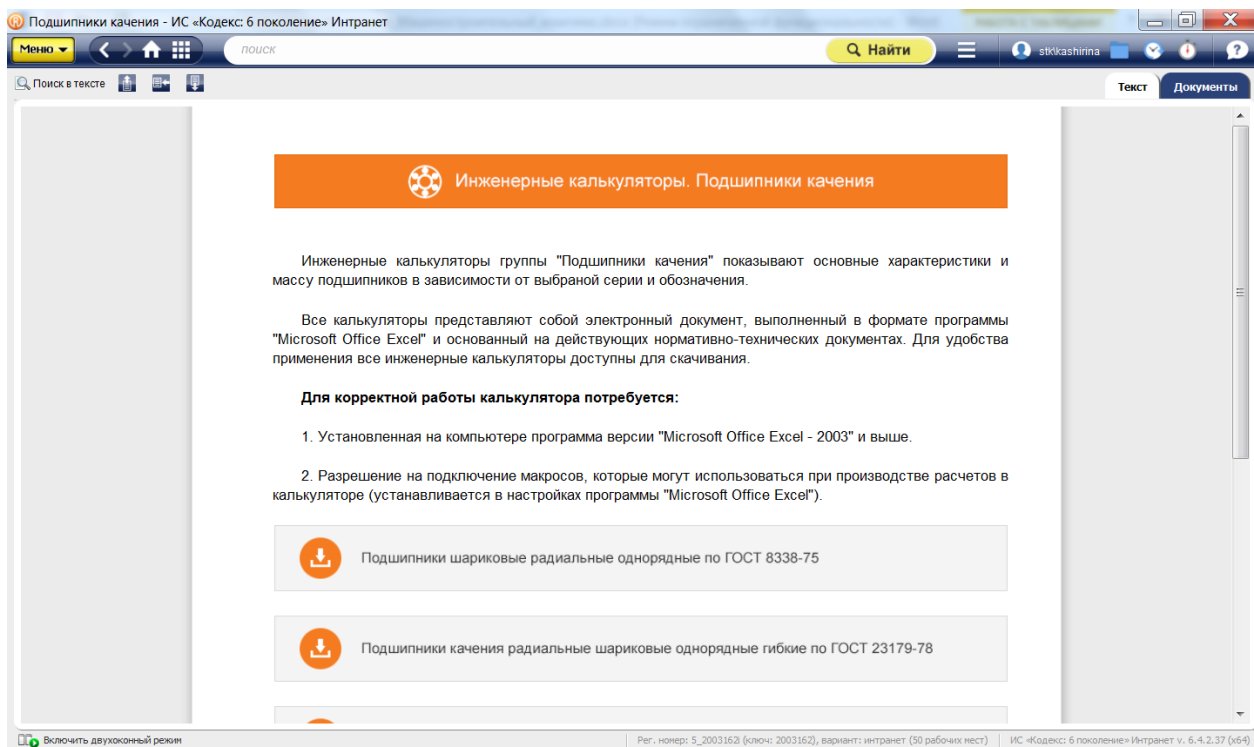 Подшипники качения - ИС «Кодекс: 6 поколение» Интранет
Меню
поиск
Найти
stk\kashirina
?
Поиск в тексте
Текст
Документы
Инженерные калькуляторы. Подшипники качения
Инженерные калькуляторы группы "Подшипники качения" показывают основные характеристики и
массу подшипников в зависимости от выбраной серии и обозначения.
Все калькуляторы представляют собой электронный документ, выполненный в формате программы
"Microsoft Office Excel" и основанный на действующих нормативно-технических документах. Для удобства
применения все инженерные калькуляторы доступны для скачивания.
Для корректной работы калькулятора потребуется:
1. Установленная на компьютере программа версии "Microsoft Office Excel - 2003" и выше.
2. Разрешение на подключение макросов, которые могут использоваться при производстве расчетов в
калькуляторе (устанавливается в настройках программы "Microsoft Office Excel").
Подшипники шариковые радиальные однорядные по ГОСТ 8338-75
Подшипники качения радиальные шариковые однорядные гибкие по ГОСТ 23179-78
Включить двухоконный режим
Рег. номер: 5_2003162i (ключ: 2003162), вариант: интранет (50 рабочих мест)
ИС «Кодекс: 6 поколение» Интранет v. 6.4.2.37 (x64)